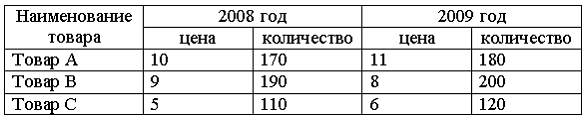 Наименование товара 2008 год 2009 год
цена количество цена количество
Товар А 10 170 11 180
Товар В 9 190 8 200
Товар С 5 110 6 120